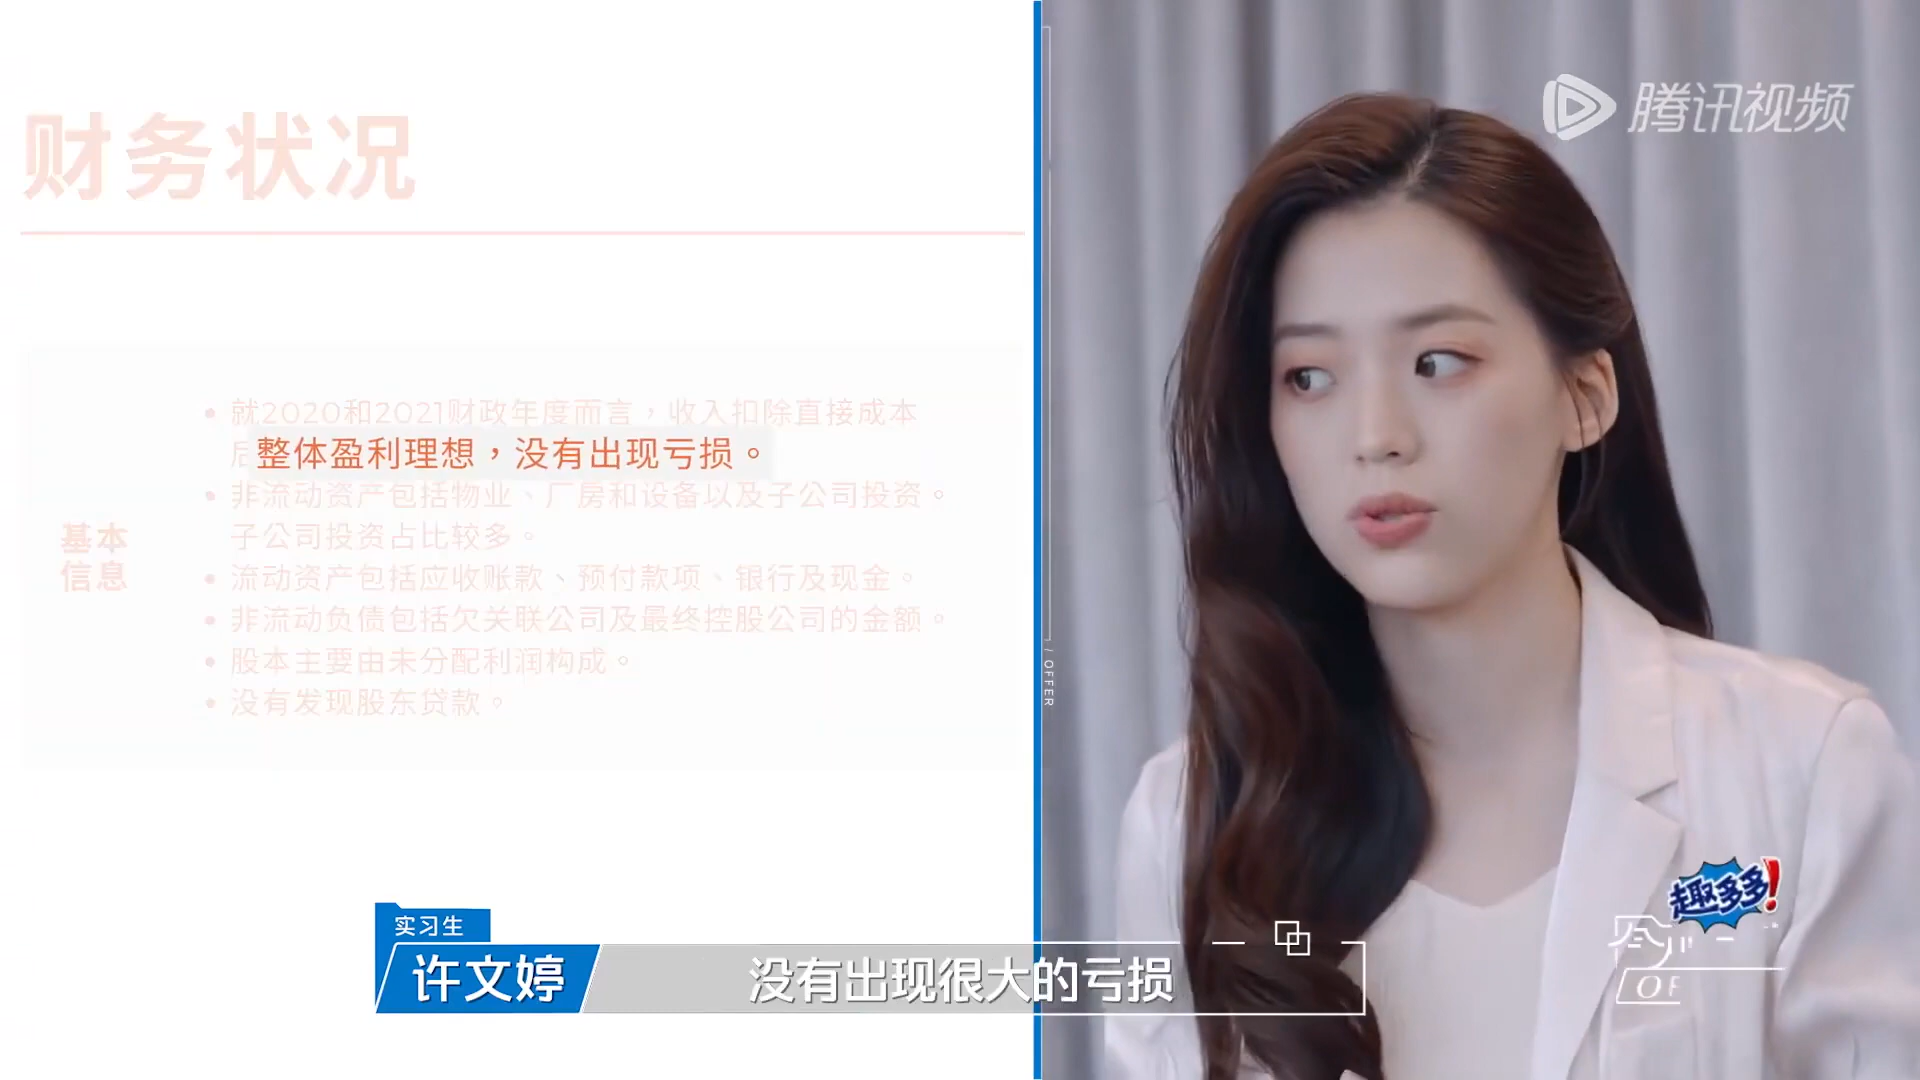 财务状况
就2020和2021财政年度而言，收入扣除直接成本
后整体盈利理想，没有出现亏损。
非流动资产包括物业、厂房和设备以及子公司投资。
子公司投资占比较多。
基本
信息
流动资产包括应收账款、预付款项、银行及现金。
非流动负债包括欠关联公司及最终控股公司的金额。
股本主要由未分配利润构成。
没有发现股东贷款。
腾讯视频
/ OFFER
趣多多!
OF
实习生
许文婷
没有出现很大的亏损